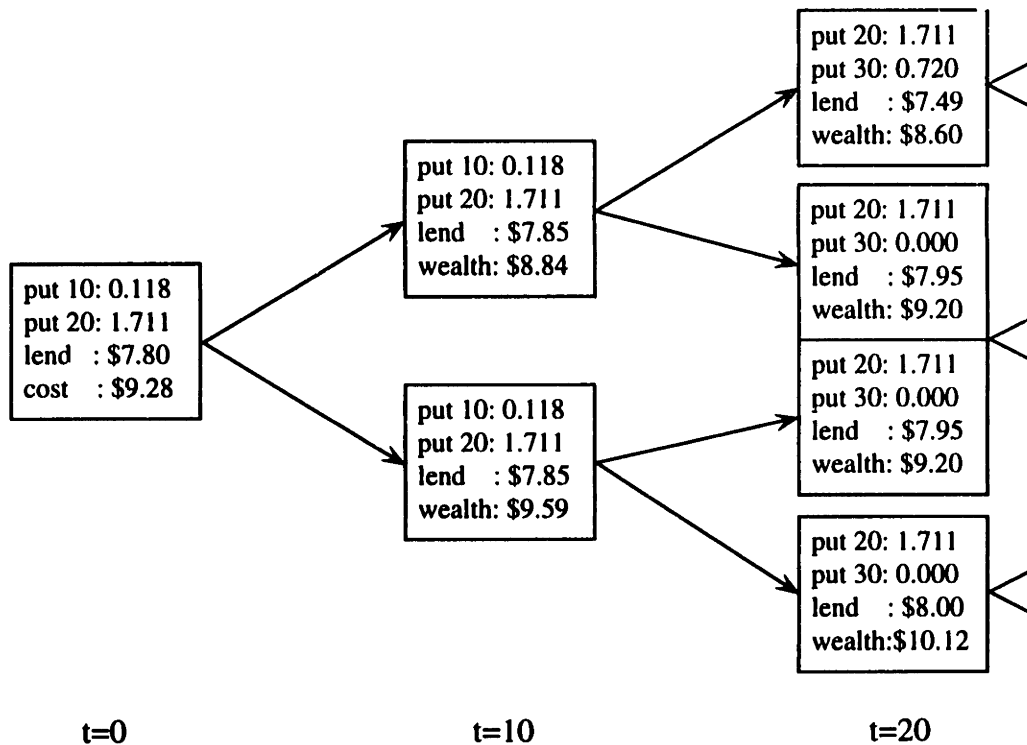 put 10: 0.118
put 20: 1.711
lend : $7.80
cost : $9.28
put 10: 0.118
put 20: 1.711
lend : $7.85
wealth: $8.84
put 10: 0.118
put 20: 1.711
lend : $7.85
wealth: $9.59
put 20: 1.711
put 30: 0.720
lend : $7.49
wealth: $8.60
put 20: 1.711
put 30: 0.000
lend : $7.95
wealth: $9.20
put 20: 1.711
put 30: 0.000
lend : $7.95
wealth: $9.20
put 20: 1.711
put 30: 0.000
lend : $8.00
wealth:$10.12
t=0
t=10
t=20